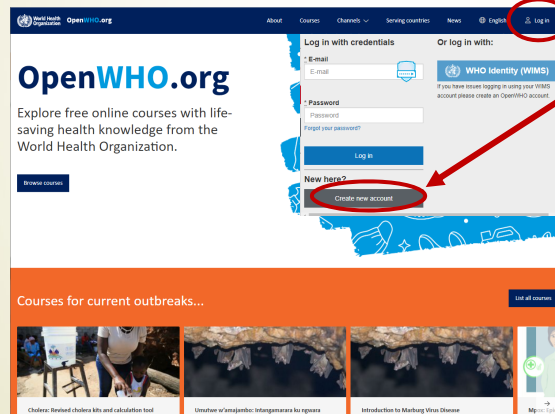 World Health Organization
OpenWHO.org
About
Courses
Channels
Serving countries
News
English
Log in
Log in with credentials
* E-mail
E-mail
* Password
Password
Forgot your password?
Log in
New here?
Create new account
Or log in with:
WHO Identity (WIMS)
If you have issues logging in using your WIMS
account please create an OpenWHO account.
OpenWHO.org
Explore free online courses with life-
saving health knowledge from the
World Health Organization.
Browse courses
Courses for current outbreaks...
List all courses
Cholera: Revised cholera kits and calculation tool
Umutwe w'amajambo: Intangamarara ku ngwara
Introduction to Marburg Virus Disease